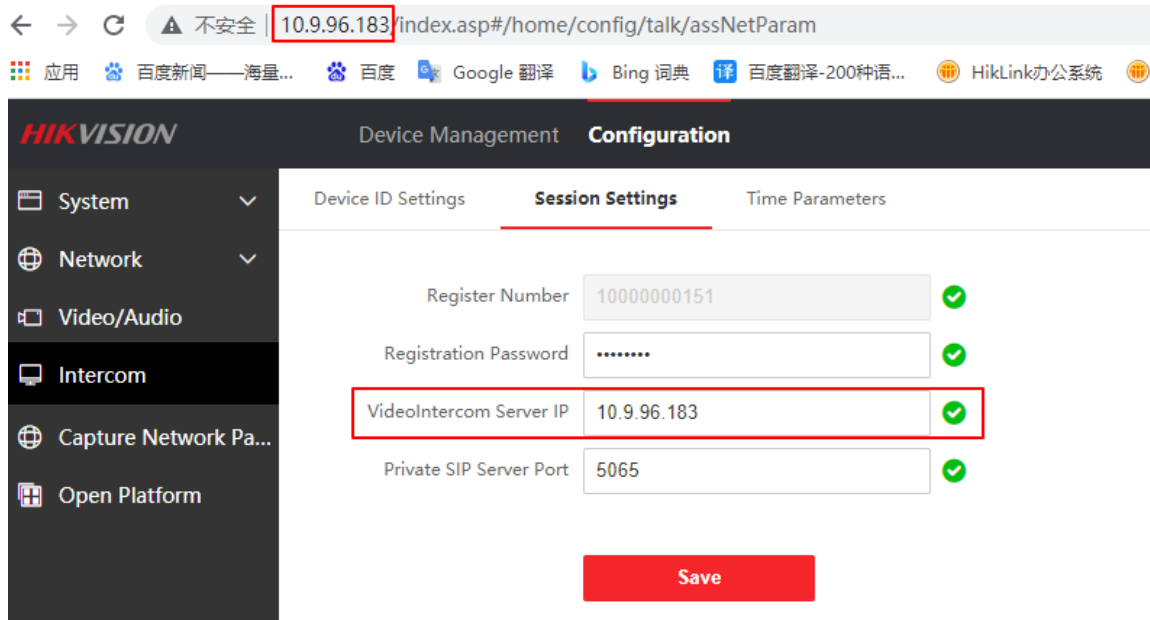 不安全 | 10.9.96.183/index.asp#/home/config/talk/assNetParam
应用 百度新闻——海量... 百度 Google 翻译 Bing 词典 译 百度翻译-200种语... HikLink办公系统
HIKVISION Device Management Configuration
System Device ID Settings Session Settings Time Parameters
Network
Register Number 10000000151
Video/Audio
Registration Password ••••••••
Intercom
VideoIntercom Server IP 10.9.96.183
Capture Network Pa...
Private SIP Server Port 5065
Open Platform
Save